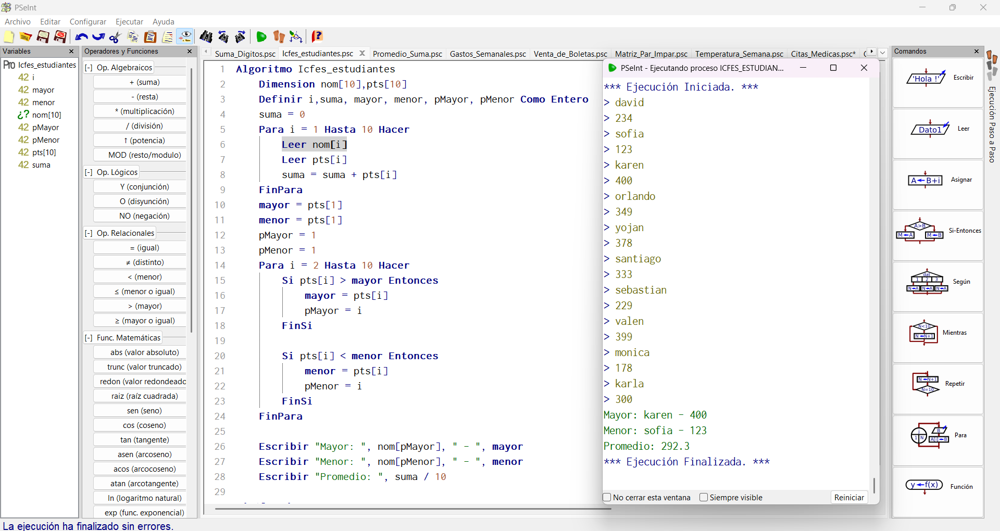 PSeInt
Archivo Editar Configurar Ejecutar Ayuda
Variables
Pro Icfes_estudiantes
42 i
42 mayor
42 menor
¿? nom[10]
42 pMayor
42 pMenor
42 pts[10]
42 suma
Operadores y Funciones
[-] Op. Algebraicos
+ (suma)
- (resta)
* (multiplicación)
/ (división)
↑ (potencia)
MOD (resto/modulo)
[-] Op. Lógicos
Y (conjunción)
O (disyunción)
NO (negación)
[-] Op. Relacionales
= (igual)
≠ (distinto)
< (menor)
≤ (menor o igual)
> (mayor)
≥ (mayor o igual)
[-] Func. Matemáticas
abs (valor absoluto)
trunc (valor truncado)
redon (valor redondeado
raiz (raíz cuadrada)
sen (seno)
cos (coseno)
tan (tangente)
asen (arcoseno)
acos (arcocoseno)
atan (arcotangente)
ln (logaritmo natural)
exp (func. exponencial)
Suma_Digitos.psc Icfes_estudiantes.psc Promedio_Suma.psc Gastos_Semanales.psc Venta_de_Boletas.psc Matriz_Par_Impar.psc Temperatura_Semana.psc Citas_Medicas.psc*
1 Algoritmo Icfes_estudiantes
2 Dimension nom[10],pts[10]
3 Definir i,suma, mayor, menor, pMayor, pMenor Como Entero
4 suma = 0
5 Para i = 1 Hasta 10 Hacer
6 Leer nom[i]
7 Leer pts[i]
8 suma = suma + pts[i]
9 FinPara
10 mayor = pts[1]
11 menor = pts[1]
12 pMayor = 1
13 pMenor = 1
14 Para i = 2 Hasta 10 Hacer
15 Si pts[i] > mayor Entonces
16 mayor = pts[i]
17 pMayor = i
18 FinSi
19
20 Si pts[i] < menor Entonces
21 menor = pts[i]
22 pMenor = i
23 FinSi
24 FinPara
25
26 Escribir "Mayor: ", nom[pMayor], " - ", mayor
27 Escribir "Menor: ", nom[pMenor], " - ", menor
28 Escribir "Promedio: ", suma / 10
29
PSeInt - Ejecutando proceso ICFES_ESTUDIAN...
*** Ejecución Iniciada. ***
> david
> 234
> sofia
> 123
> karen
> 400
> orlando
> 349
> yojan
> 378
> santiago
> 333
> sebastian
> 229
> valen
> 399
> monica
> 178
> karla
> 300
Mayor: karen - 400
Menor: sofia - 123
Promedio: 292.3
*** Ejecución Finalizada. ***
No cerrar esta ventana Siempre visible Reiniciar
Comandos
'Hola !' Escribir
Dato1 Leer
A←B+i Asignar
A>B M←A M←B Si-Entonces
dat 1 2 3 N←A N←A N←A Según
N<10 N←N+1 Mientras
N←N+1 N=10 Repetir
i 1 N B A[i]←B Para
y←f(x) Función
Ejecución Paso a Paso
La ejecución ha finalizado sin errores.